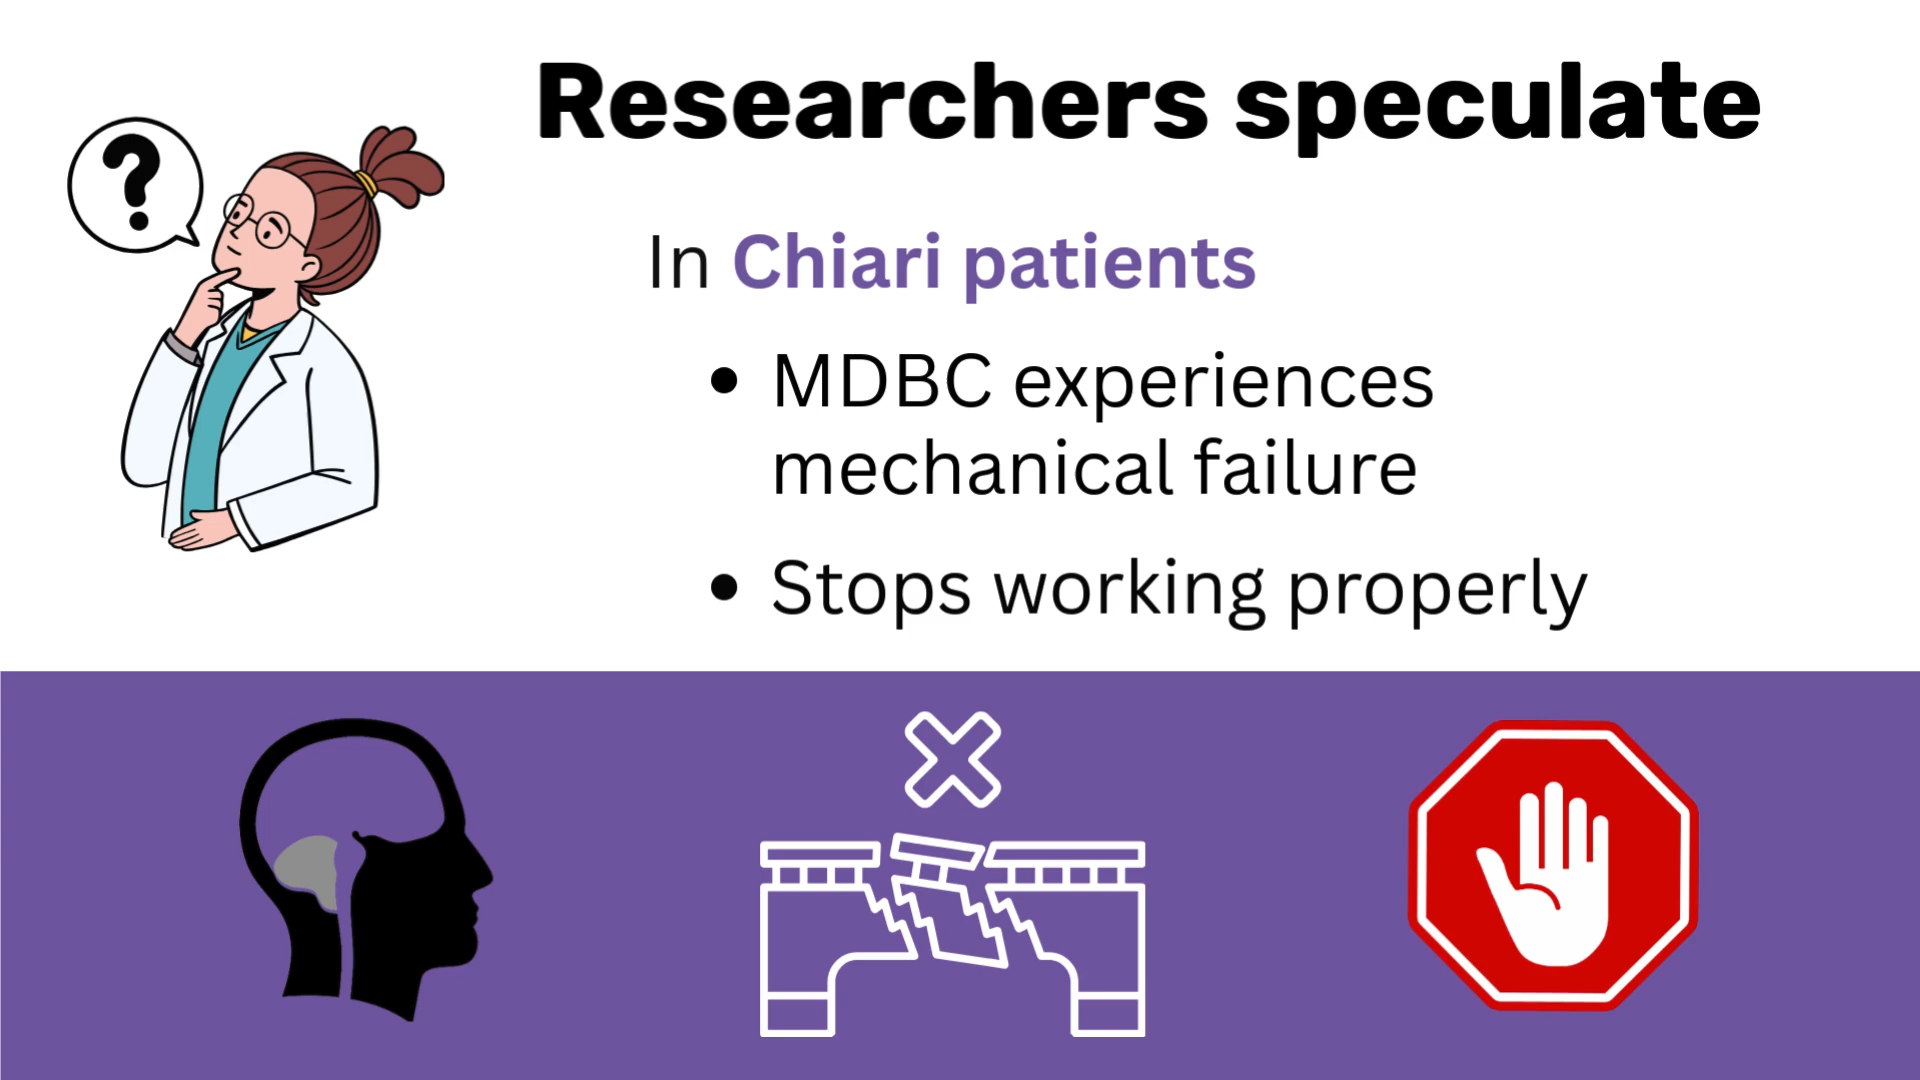 ?
Researchers speculate
In Chiari patients
• MDBC experiences
mechanical failure
• Stops working properly